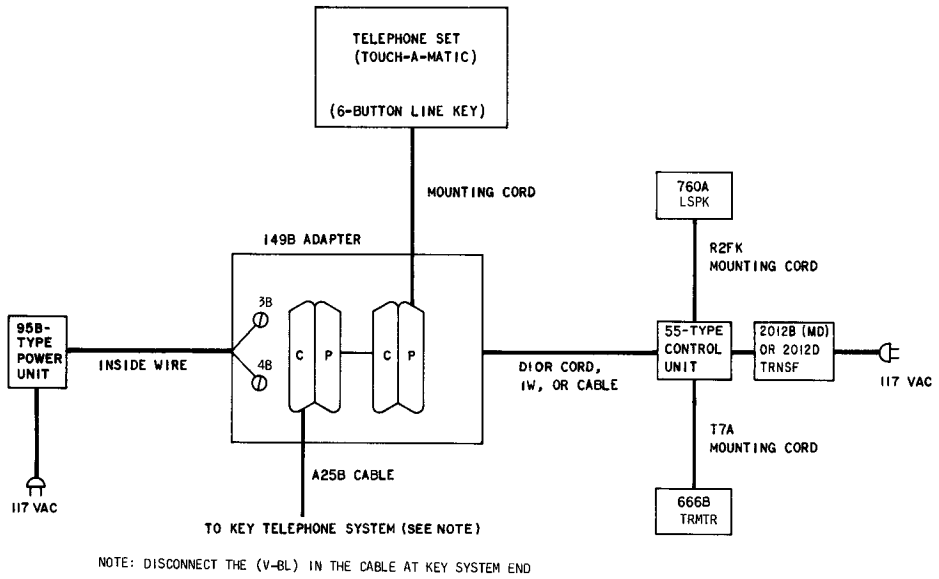 TELEPHONE SET
(TOUCH-A-MATIC)
(6-BUTTON LINE KEY)
MOUNTING CORD
760A
LSPK
149B ADAPTER
R2FK
MOUNTING CORD
3B
95B-
TYPE
POWER
UNIT
INSIDE WIRE
4B
C P
C P
D10R CORD,
IW, OR CABLE
55-TYPE
CONTROL
UNIT
2012B (MD)
OR 2012D
TRNSF
117 VAC
T7A
MOUNTING CORD
A25B CABLE
117 VAC
666B
TRMTR
TO KEY TELEPHONE SYSTEM (SEE NOTE)
NOTE: DISCONNECT THE (V-BL) IN THE CABLE AT KEY SYSTEM END